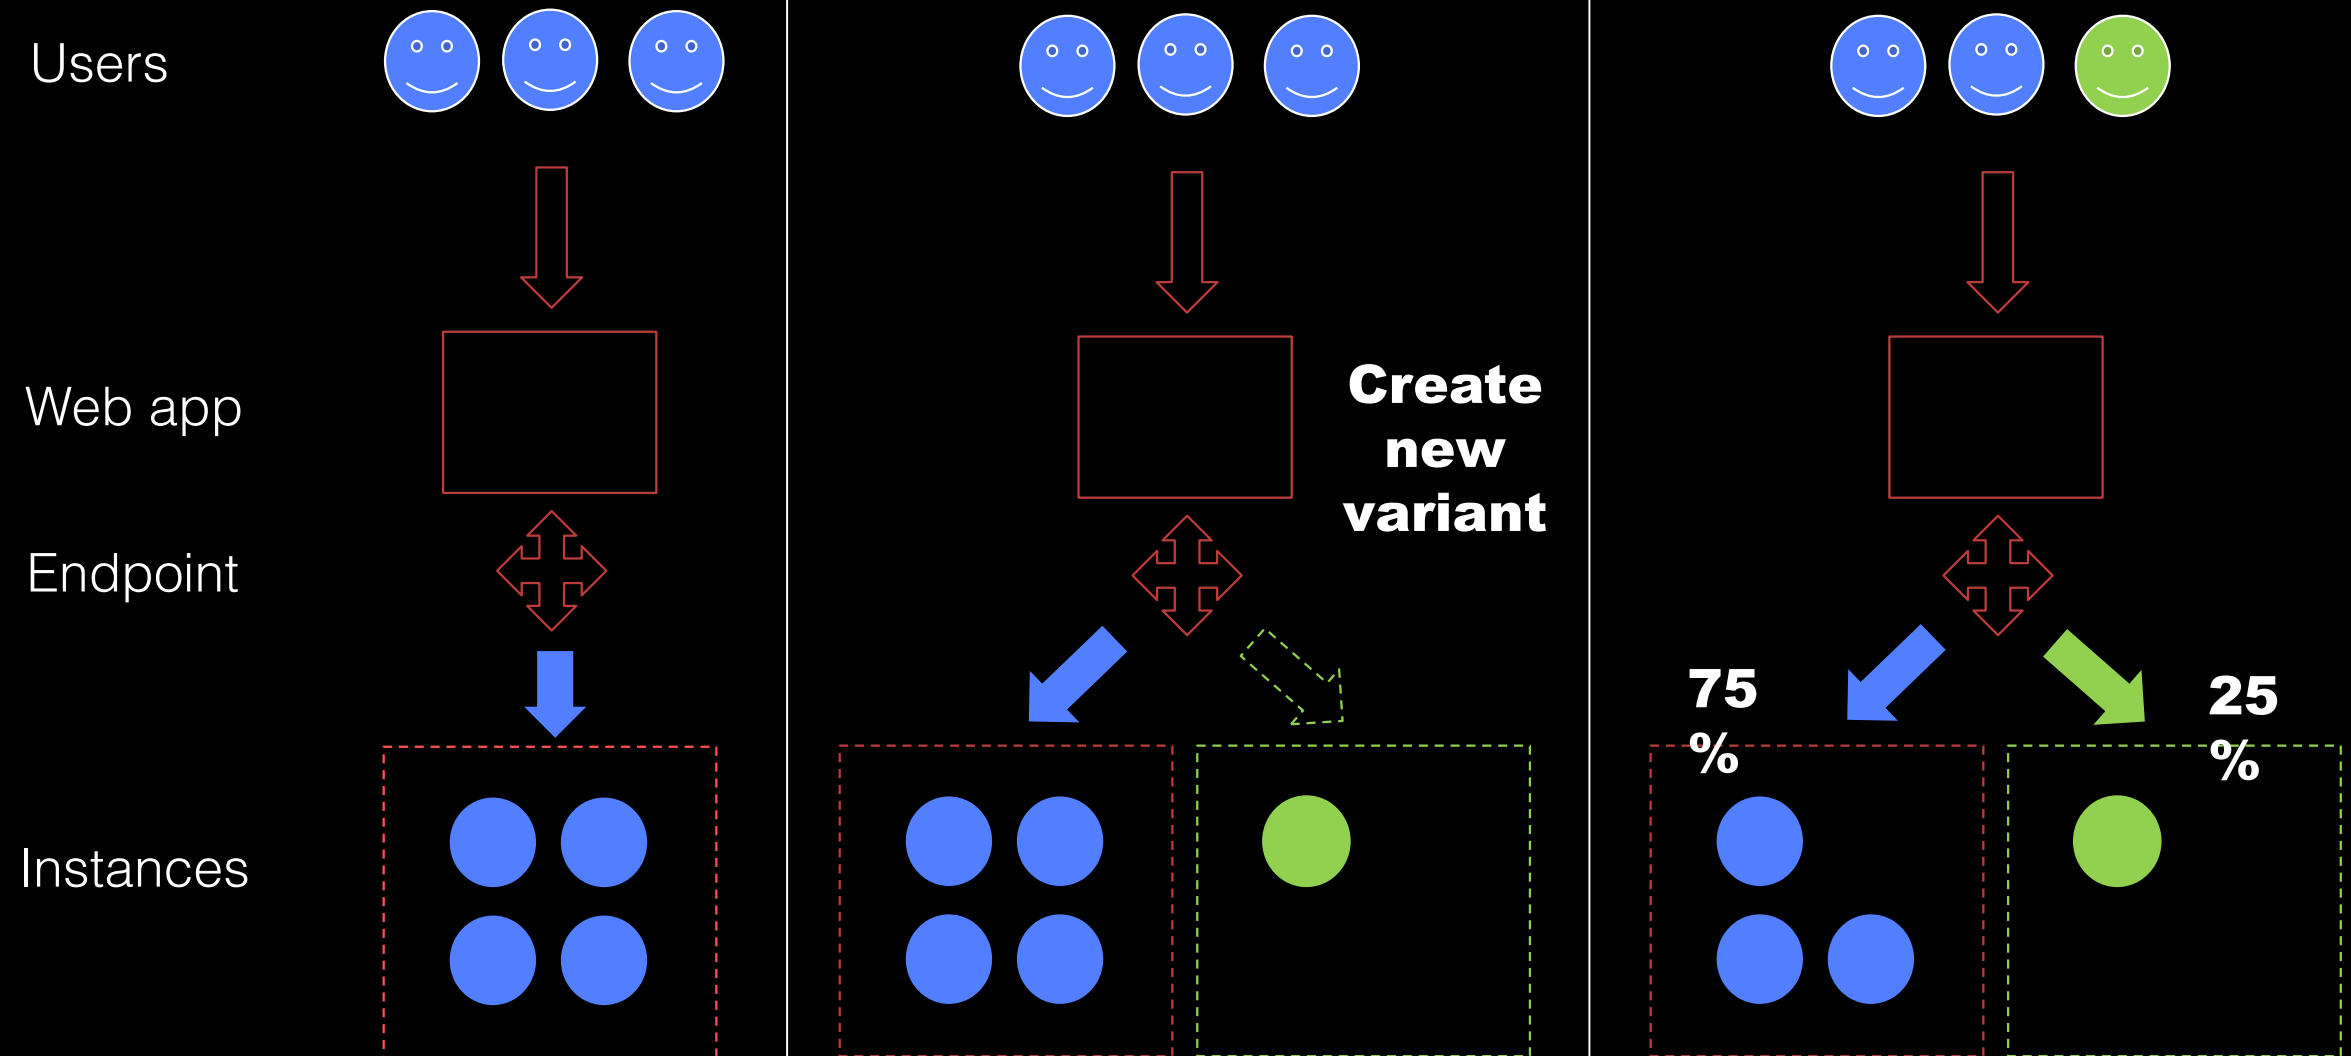 Users
Web app
Create
new
variant
Endpoint
75
%
25
%
Instances